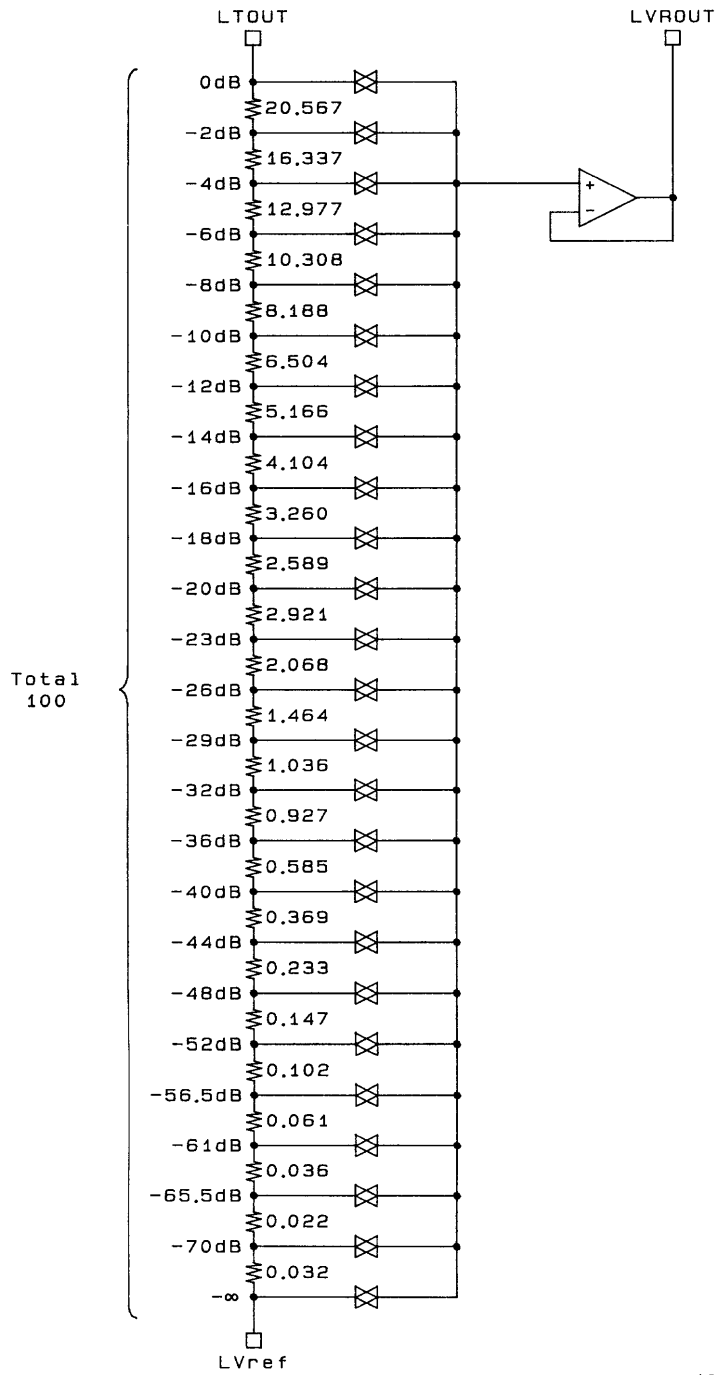 LTOUT
LVROUT
0dB
20.567
-2dB
16.337
-4dB
+
12.977
-
-6dB
10.308
-8dB
8.188
-10dB
6.504
-12dB
5.166
-14dB
4.104
-16dB
3.260
-18dB
2.589
-20dB
2.921
-23dB
2.068
Total
100
-26dB
1.464
-29dB
1.036
-32dB
0.927
-36dB
0.585
-40dB
0.369
-44dB
0.233
-48dB
0.147
-52dB
0.102
-56.5dB
0.061
-61dB
0.036
-65.5dB
0.022
-70dB
0.032
-∞
LVref